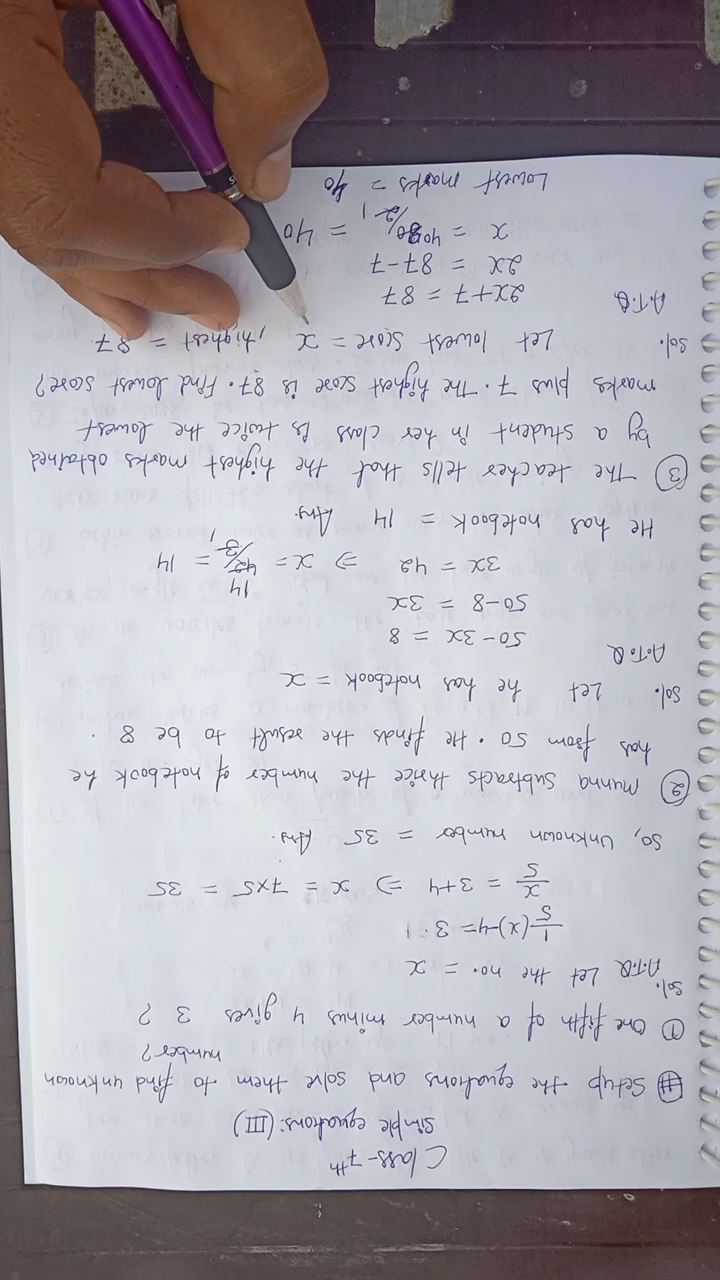 Class-7th
Simple equations: (III)
# Setup the equations and solve them to find unknown
number?
① One fifth of a number minus 4 gives 3 ?
Sol.
A.T.Q Let the no. = x
1/5 (x)-4 = 3
x/5 = 3+4 ⇒ x = 7×5 = 35
So, Unknown number = 35 Ans.
② Munna subtracts thrice the number of notebook he
has from 50. He finds the result to be 8.
Sol. Let he has notebook = x
A.T.Q
50-3x = 8
50-8 = 3x
3x = 42 ⇒ x = 42/3 = 14
14
1
He has notebook = 14 Ans.
③ The teacher tells that the highest marks obtained
by a student in her class is twice the lowest
marks plus 7. The highest score is 87. Find lowest score?
Sol. Let lowest score = x, highest = 87
A.T.Q
2x+7 = 87
2x = 87-7
x = 80/2 = 40
40
1
Lowest marks = 40